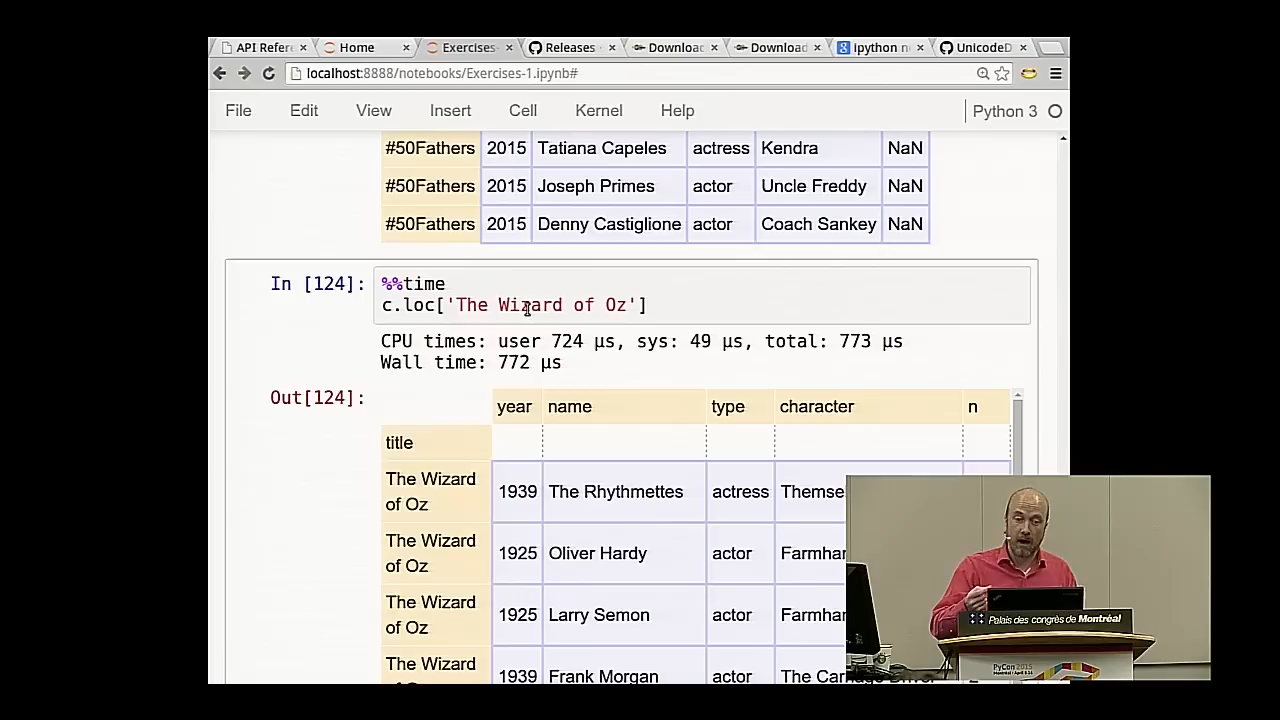 API Refer × Home × Exercises- × Releases · × Download × Download × ipython n × UnicodeD ×
localhost:8888/notebooks/Exercises-1.ipynb#
File Edit View Insert Cell Kernel Help Python 3
#50Fathers 2015 Tatiana Capeles actress Kendra NaN
#50Fathers 2015 Joseph Primes actor Uncle Freddy NaN
#50Fathers 2015 Denny Castiglione actor Coach Sankey NaN
In [124]: %%time
c.loc['The Wizard of Oz']
CPU times: user 724 µs, sys: 49 µs, total: 773 µs
Wall time: 772 µs
Out[124]:
year name type character n
title
The Wizard of Oz 1939 The Rhythmettes actress Themse
The Wizard of Oz 1925 Oliver Hardy actor Farmhar
The Wizard of Oz 1925 Larry Semon actor Farmhar
The Wizard 1939 Frank Morgan actor The
Palais des congrès de Montréal
PyCon 2015